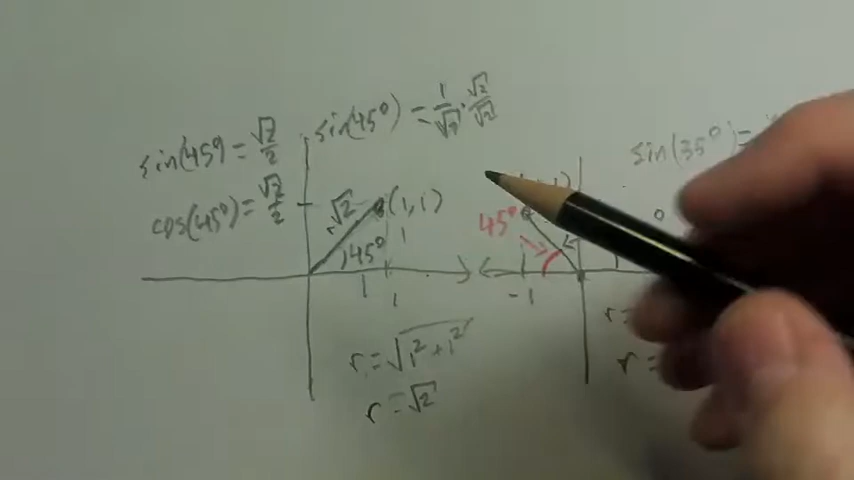 sin(45°) = √2/2
cos(45°) = √2/2
sin(45°) = 1/√2 · √2/√2
√2
(1, 1)
45°
1
1
1
r = √1² + 1²
r = √2
45°
-1
sin(35°) =
0
r =
r =